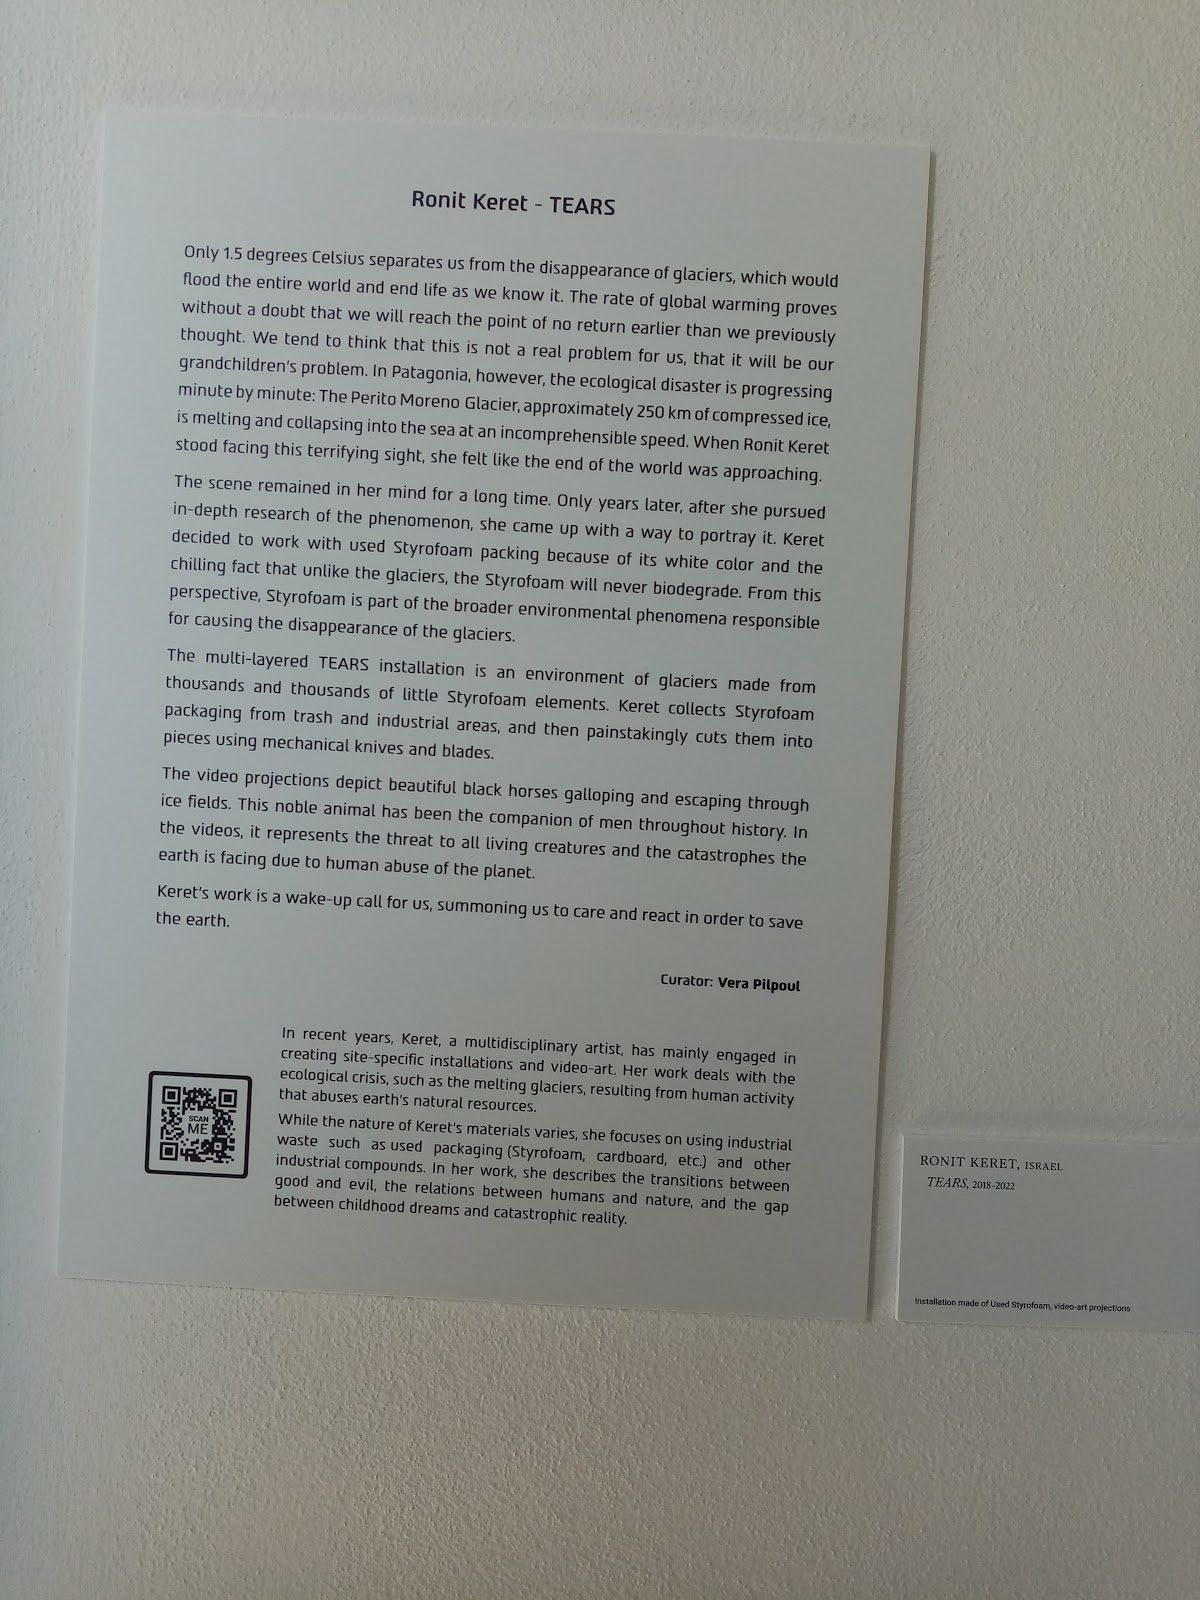 Ronit Keret - TEARS
Only 1.5 degrees Celsius separates us from the disappearance of glaciers, which would
flood the entire world and end life as we know it. The rate of global warming proves
without a doubt that we will reach the point of no return earlier than we previously
thought. We tend to think that this is not a real problem for us, that it will be our
grandchildren's problem. In Patagonia, however, the ecological disaster is progressing
minute by minute: The Perito Moreno Glacier, approximately 250 km of compressed ice,
is melting and collapsing into the sea at an incomprehensible speed. When Ronit Keret
stood facing this terrifying sight, she felt like the end of the world was approaching.
The scene remained in her mind for a long time. Only years later, after she pursued
in-depth research of the phenomenon, she came up with a way to portray it. Keret
decided to work with used Styrofoam packing because of its white color and the
chilling fact that unlike the glaciers, the Styrofoam will never biodegrade. From this
perspective, Styrofoam is part of the broader environmental phenomena responsible
for causing the disappearance of the glaciers.
The multi-layered TEARS installation is an environment of glaciers made from
thousands and thousands of little Styrofoam elements. Keret collects Styrofoam
packaging from trash and industrial areas, and then painstakingly cuts them into
pieces using mechanical knives and blades.
The video projections depict beautiful black horses galloping and escaping through
ice fields. This noble animal has been the companion of men throughout history. In
the videos, it represents the threat to all living creatures and the catastrophes the
earth is facing due to human abuse of the planet.
Keret's work is a wake-up call for us, summoning us to care and react in order to save
the earth.
Curator: Vera Pilpoul
In recent years, Keret, a multidisciplinary artist, has mainly engaged in
creating site-specific installations and video-art. Her work deals with the
ecological crisis, such as the melting glaciers, resulting from human activity
that abuses earth's natural resources.
While the nature of Keret's materials varies, she focuses on using industrial
waste such as used packaging (Styrofoam, cardboard, etc.) and other
industrial compounds. In her work, she describes the transitions between
good and evil, the relations between humans and nature, and the gap
between childhood dreams and catastrophic reality.
SCAN
ME
RONIT KERET, ISRAEL
TEARS, 2018-2022
Installation made of Used Styrofoam, video-art projections